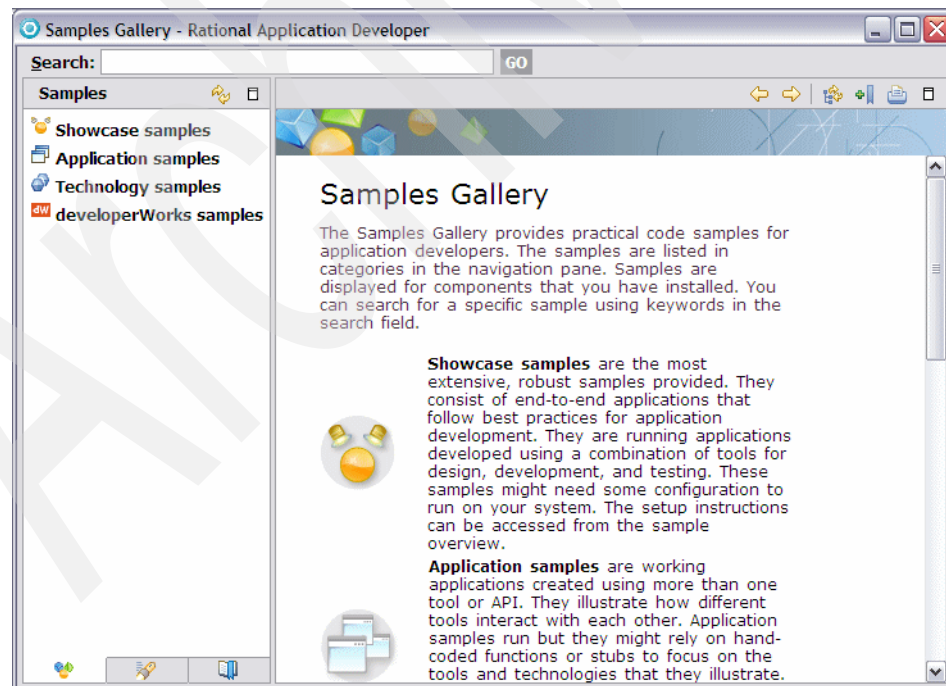 Samples Gallery - Rational Application Developer
Search:
GO
Samples
Showcase samples
Application samples
Technology samples
dW developerWorks samples
Samples Gallery
The Samples Gallery provides practical code samples for
application developers. The samples are listed in
categories in the navigation pane. Samples are
displayed for components that you have installed. You
can search for a specific sample using keywords in the
search field.
Showcase samples are the most
extensive, robust samples provided. They
consist of end-to-end applications that
follow best practices for application
development. They are running applications
developed using a combination of tools for
design, development, and testing. These
samples might need some configuration to
run on your system. The setup instructions
can be accessed from the sample
overview.
Application samples are working
applications created using more than one
tool or API. They illustrate how different
tools interact with each other. Application
samples run but they might rely on hand-
coded functions or stubs to focus on the
tools and technologies that they illustrate.